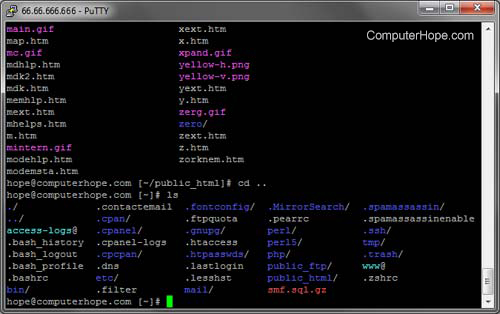 66.66.666.666 - PuTTY
ComputerHope.com
main.gif xext.htm
map.htm x.htm
mc.gif xpand.gif
mdhlp.htm yellow-h.png
mdk2.htm yellow-v.png
mdk.htm yext.htm
memhlp.htm y.htm
mext.htm zerg.gif
mhelps.htm zero/
m.htm zext.htm
mintern.gif z.htm
modehlp.htm zorknem.htm
modemsta.htm
hope@computerhope.com [~/public_html]# cd ..
hope@computerhope.com [~]# ls
./ .contactemail .fontconfig/ .MirrorSearch/ .spamassassin/
../ .cpan/ .ftpquota .pearrc .spamassassinenable
access-logs@ .cpanel/ .gnupg/ perl/ .ssh/
.bash_history .cpanel-logs .htaccess perl5/ tmp/
.bash_logout .cpcpan/ .htpasswds/ php/ .trash/
.bash_profile .dns .lastlogin public_ftp/ www@
.bashrc etc/ .lesshst public_html/ .zshrc
bin/ .filter mail/ smf.sql.gz
hope@computerhope.com [~]#